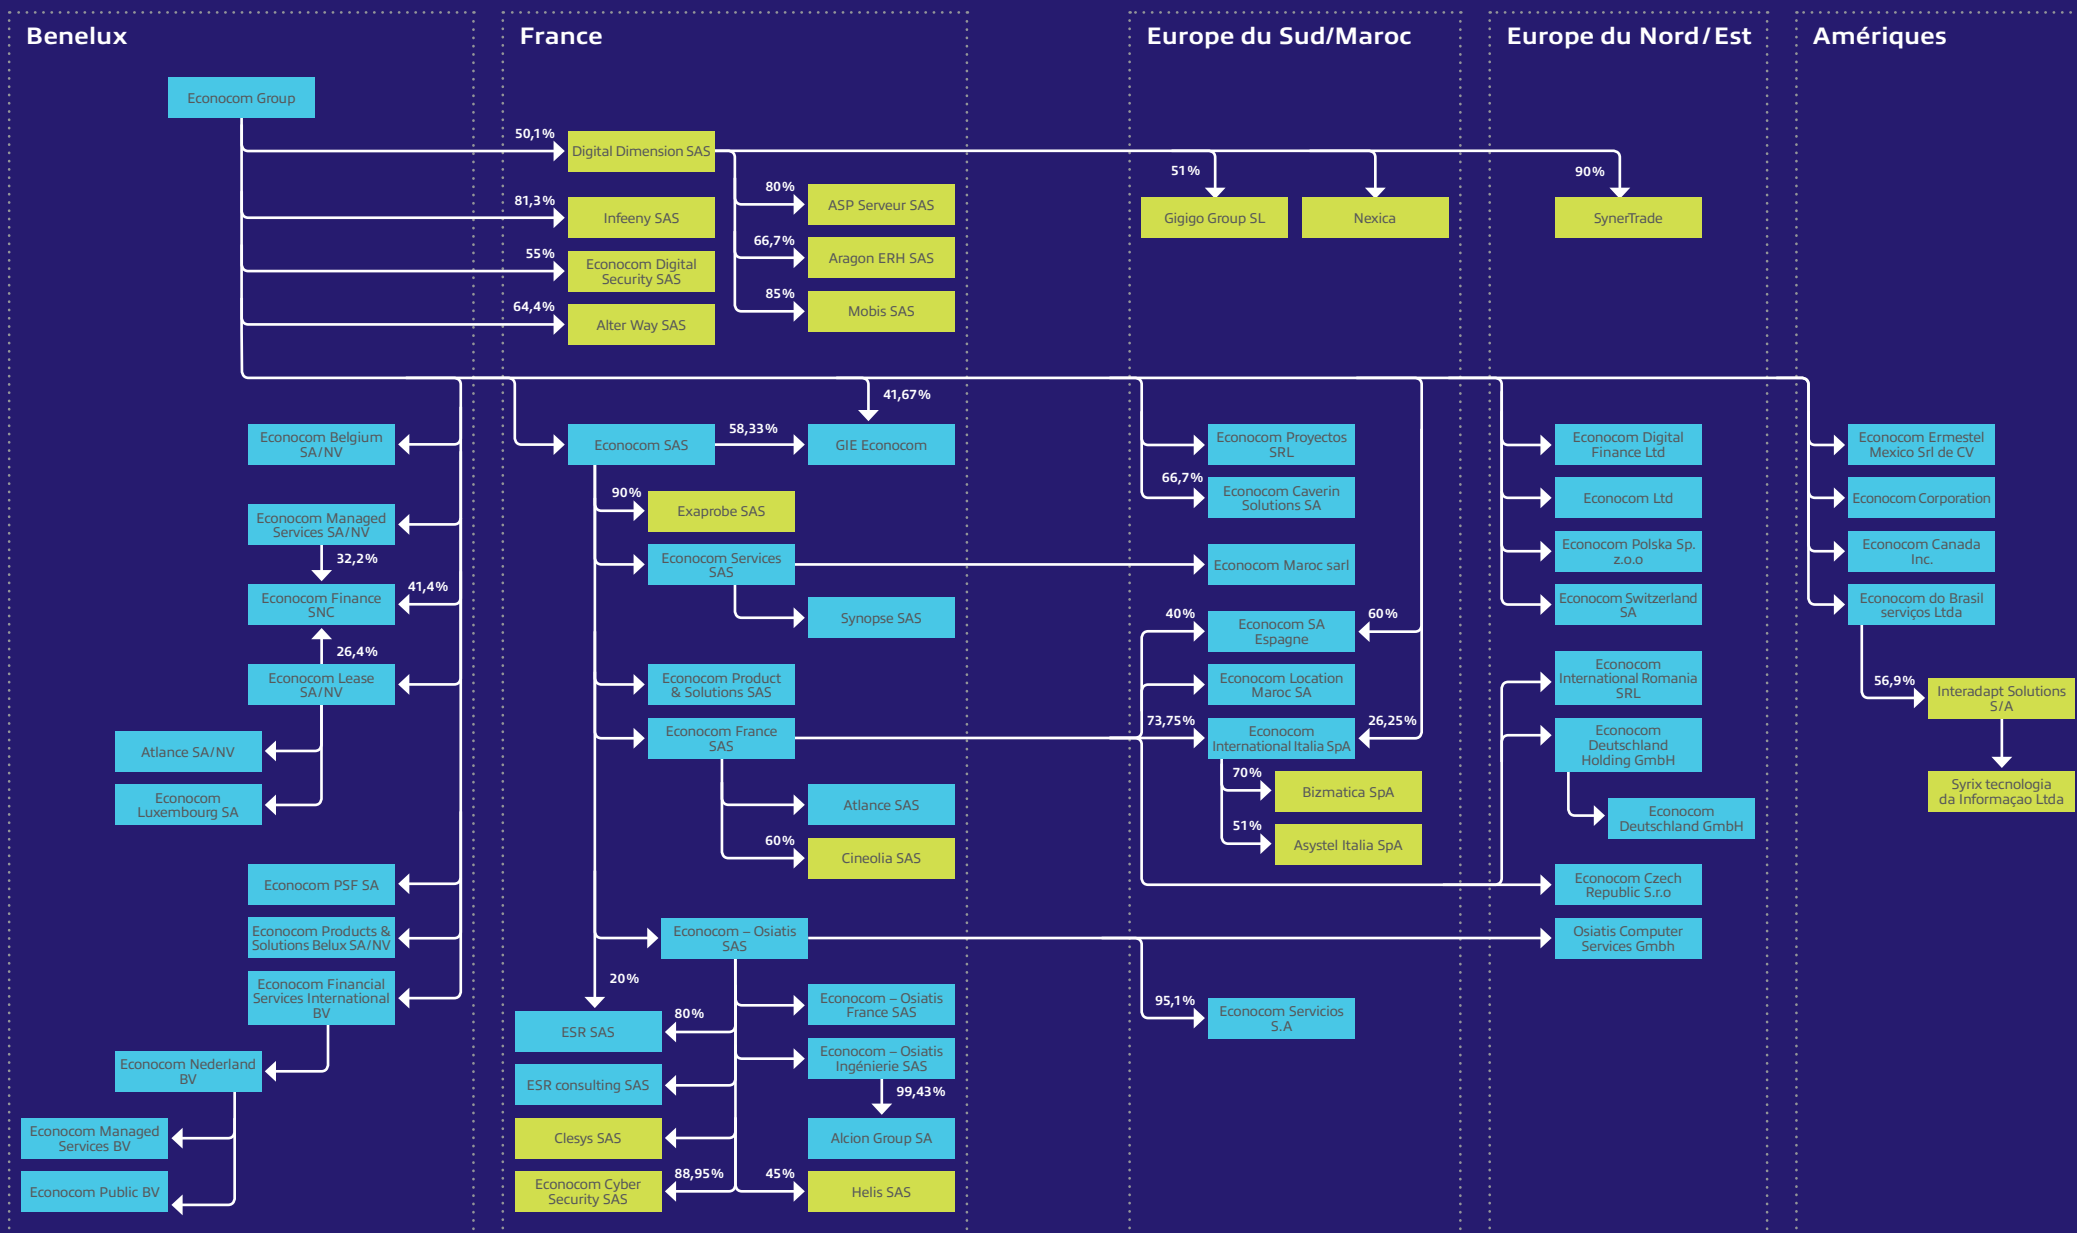 Benelux
France
Europe du Sud/Maroc
Europe du Nord/Est
Amériques
Econocom Group
50,1%
Digital Dimension SAS
81,3%
Infeeny SAS
55%
Econocom Digital
Security SAS
64,4%
Alter Way SAS
80%
ASP Serveur SAS
66,7%
Aragon ERH SAS
85%
Mobis SAS
51%
Gigigo Group SL
Nexica
90%
SynerTrade
41,67%
Econocom Belgium
SA/NV
Econocom Managed
Services SA/NV
32,2%
41,4%
Econocom Finance
SNC
26,4%
Econocom Lease
SA/NV
Atlance SA/NV
Econocom
Luxembourg SA
Econocom PSF SA
Econocom Products &
Solutions Belux SA/NV
Econocom Financial
Services International
BV
Econocom Nederland
BV
Econocom Managed
Services BV
Econocom Public BV
Econocom SAS
58,33%
GIE Econocom
90%
Exaprobe SAS
Econocom Services
SAS
Synopse SAS
Econocom Product
& Solutions SAS
Econocom France
SAS
Atlance SAS
60%
Cineolia SAS
Econocom – Osiatis
SAS
20%
ESR SAS
80%
ESR consulting SAS
Clesys SAS
88,95%
Econocom Cyber
Security SAS
Econocom – Osiatis
France SAS
Econocom – Osiatis
Ingénierie SAS
99,43%
Alcion Group SA
45%
Helis SAS
Econocom Proyectos
SRL
66,7%
Econocom Caverin
Solutions SA
Econocom Maroc sarl
40%
60%
Econocom SA
Espagne
Econocom Location
Maroc SA
73,75%
26,25%
Econocom
International Italia SpA
70%
Bizmatica SpA
51%
Asystel Italia SpA
95,1%
Econocom Servicios
S.A
Econocom Digital
Finance Ltd
Econocom Ltd
Econocom Polska Sp.
z.o.o
Econocom Switzerland
SA
Econocom
International Romania
SRL
Econocom
Deutschland
Holding GmbH
Econocom
Deutschland GmbH
Econocom Czech
Republic S.r.o
Osiatis Computer
Services Gmbh
Econocom Ermestel
Mexico Srl de CV
Econocom Corporation
Econocom Canada
Inc.
Econocom do Brasil
serviços Ltda
56,9%
Interadapt Solutions
S/A
Syrix tecnologia
da Informaçao Ltda